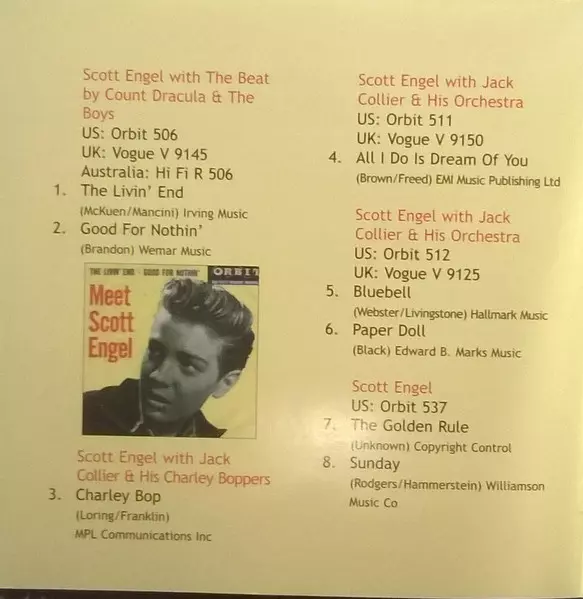 Scott Engel with The Beat
by Count Dracula & The
Boys
US: Orbit 506
UK: Vogue V 9145
Australia: Hi Fi R 506
1. The Livin' End
(McKuen/Mancini) Irving Music
2. Good For Nothin'
(Brandon) Wemar Music
THE LIVIN' END - GOOD FOR NOTHIN'
ORBIT
Meet
Scott
Engel
Scott Engel with Jack
Collier & His Charley Boppers
3. Charley Bop
(Loring/Franklin)
MPL Communications Inc
Scott Engel with Jack
Collier & His Orchestra
US: Orbit 511
UK: Vogue V 9150
4. All I Do Is Dream Of You
(Brown/Freed) EMI Music Publishing Ltd
Scott Engel with Jack
Collier & His Orchestra
US: Orbit 512
UK: Vogue V 9125
5. Bluebell
(Webster/Livingstone) Hallmark Music
6. Paper Doll
(Black) Edward B. Marks Music
Scott Engel
US: Orbit 537
7. The Golden Rule
(Unknown) Copyright Control
8. Sunday
(Rodgers/Hammerstein) Williamson
Music Co